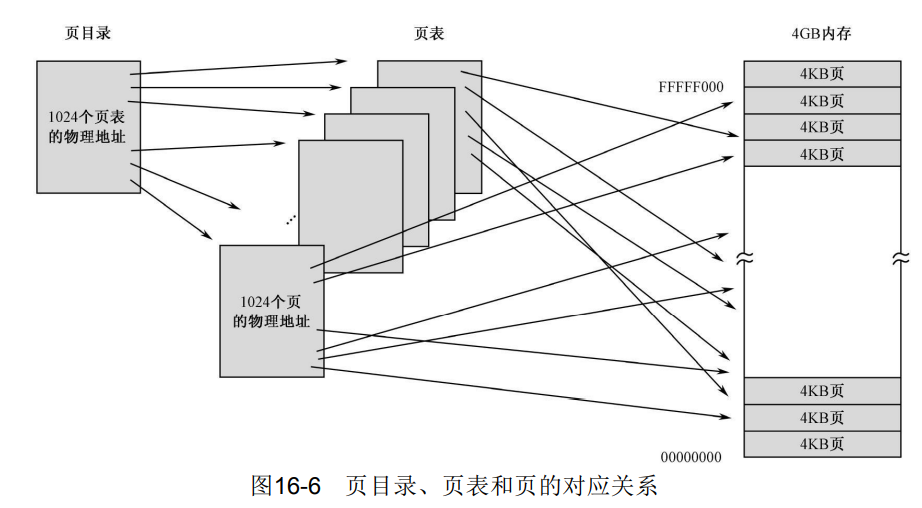 页目录
页表
4GB内存
1024个页表
的物理地址
FFFFF000
4KB页
4KB页
4KB页
4KB页
1024个页
的物理地址
4KB页
4KB页
4KB页
00000000
图16-6 页目录、页表和页的对应关系